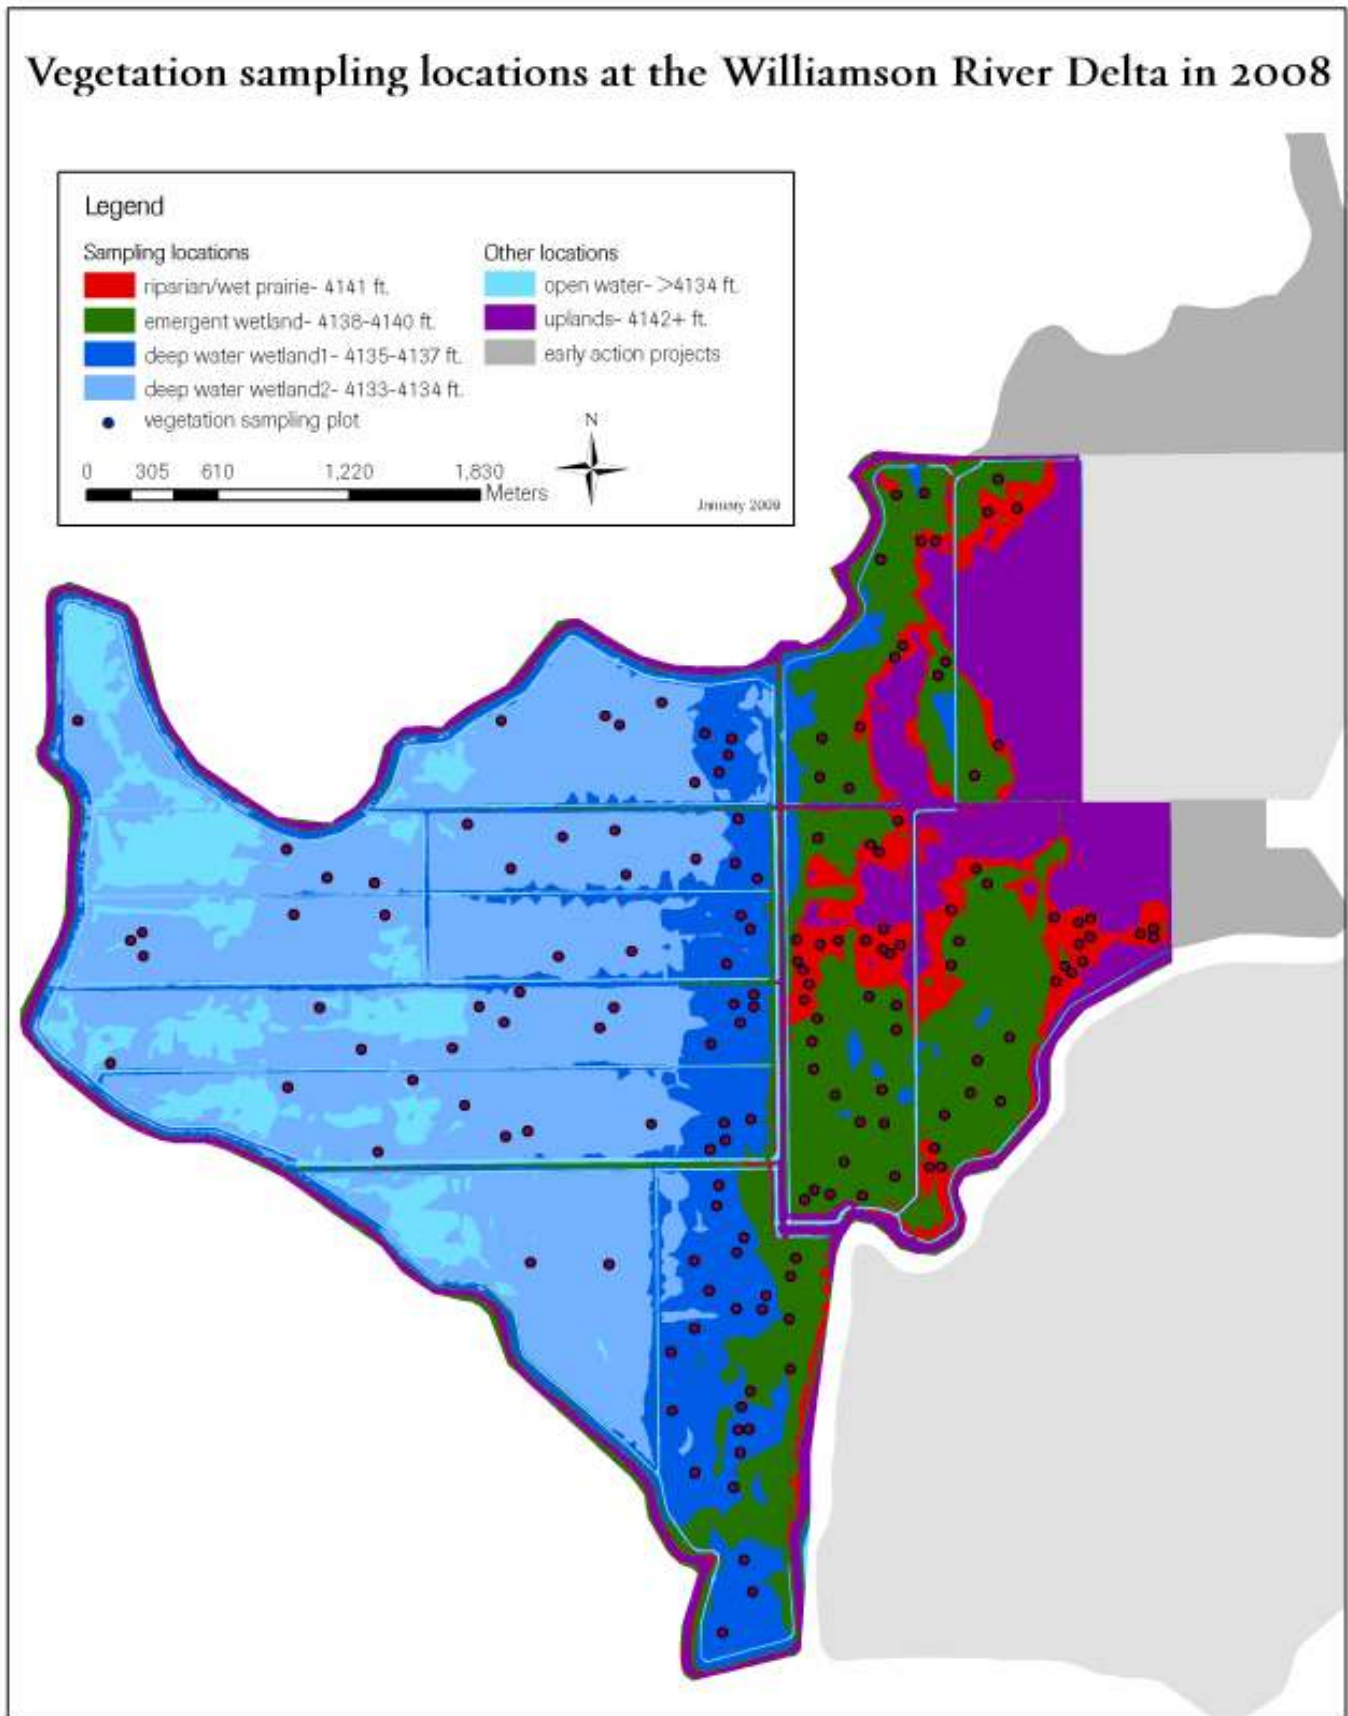 Vegetation sampling locations at the Williamson River Delta in 2008
Legend
Sampling locations
riparian/wet prairie- 4141 ft.
emergent wetland- 4138-4140 ft.
deep water wetland1- 4135-4137 ft.
deep water wetland2- 4133-4134 ft.
vegetation sampling plot
Other locations
open water- >4134 ft.
uplands- 4142+ ft.
early action projects
N
0 305 610 1,220 1,830
Meters
January 2009